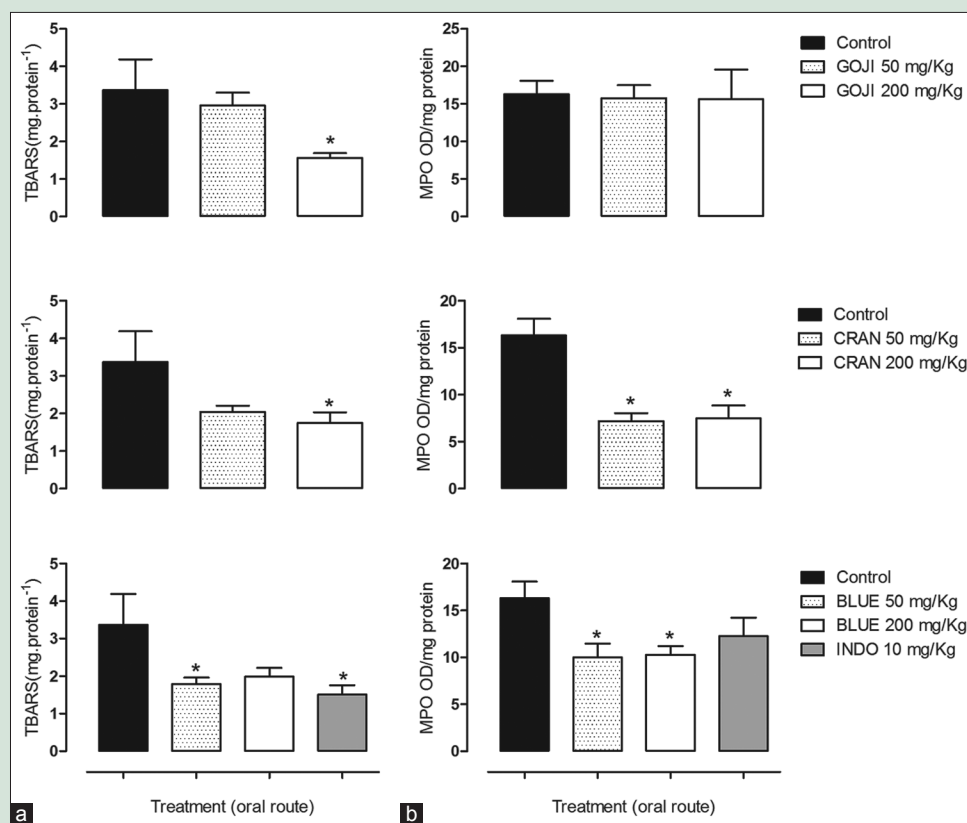 TBARS(mg.protein⁻¹)
5
4
3
2
1
0
*
MPO OD/mg protein
25
20
15
10
5
0
Control
GOJI 50 mg/Kg
GOJI 200 mg/Kg
TBARS(mg.protein⁻¹)
5
4
3
2
1
0
*
MPO OD/mg protein
20
15
10
5
0
* *
Control
CRAN 50 mg/Kg
CRAN 200 mg/Kg
TBARS(mg.protein⁻¹)
5
4
3
2
1
0
* *
MPO OD/mg protein
20
15
10
5
0
* *
Control
BLUE 50 mg/Kg
BLUE 200 mg/Kg
INDO 10 mg/Kg
a
Treatment (oral route)
b
Treatment (oral route)